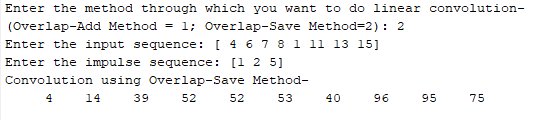 Enter the method through which you want to do linear convolution-
(Overlap-Add Method = 1; Overlap-Save Method=2): 2
Enter the input sequence: [ 4 6 7 8 1 11 13 15]
Enter the impulse sequence: [1 2 5]
Convolution using Overlap-Save Method-
4 14 39 52 52 53 40 96 95 75